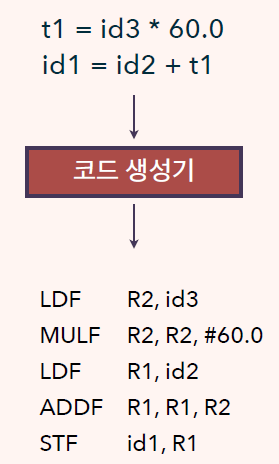 t1 = id3 * 60.0
id1 = id2 + t1
코드 생성기
LDF R2, id3
MULF R2, R2, #60.0
LDF R1, id2
ADDF R1, R1, R2
STF id1, R1